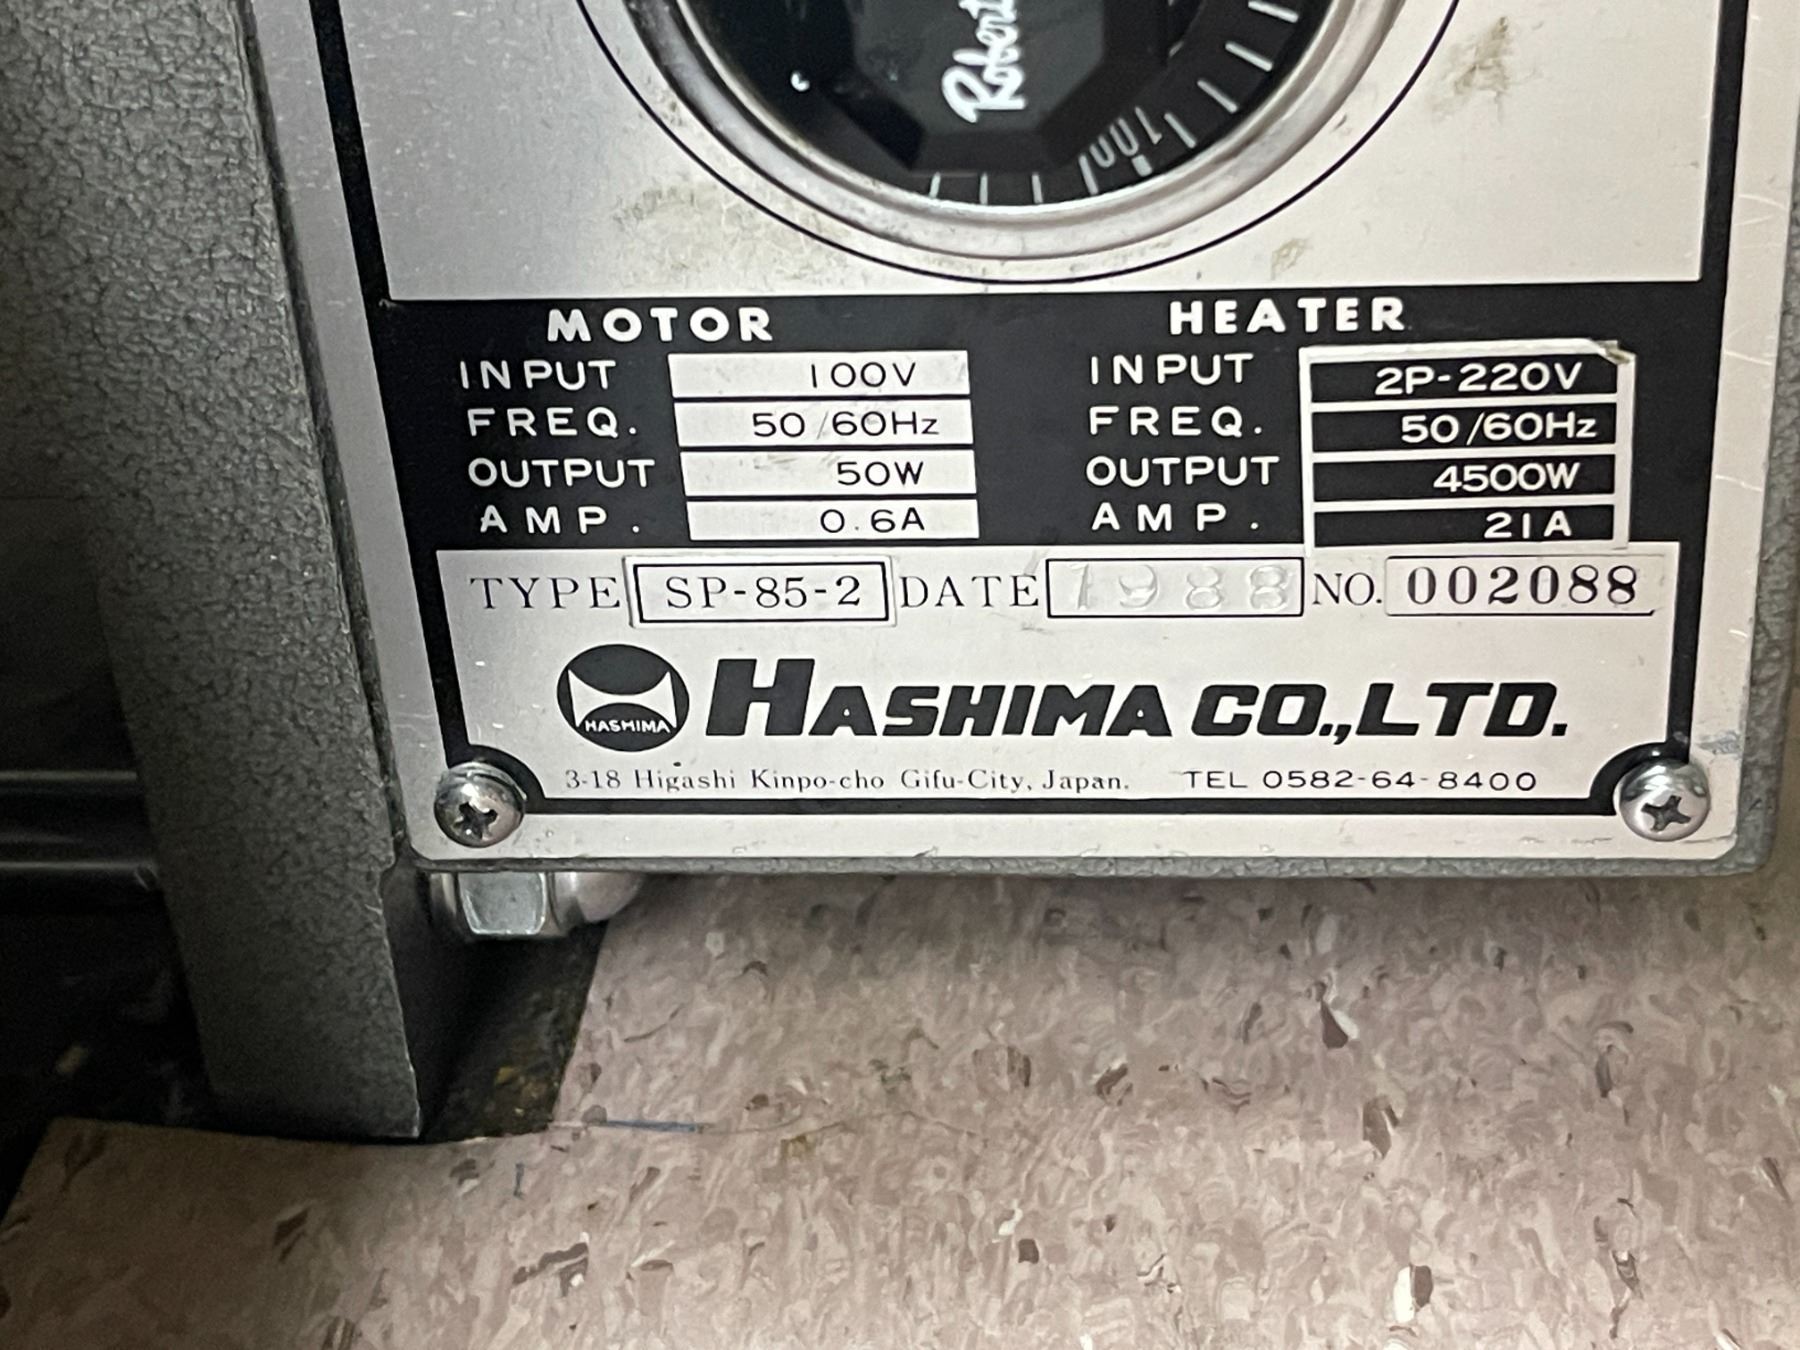 Robert
100
MOTOR
INPUT 100V
FREQ. 50/60Hz
OUTPUT 50W
AMP. 0.6A
HEATER
INPUT 2P-220V
FREQ. 50/60Hz
OUTPUT 4500W
AMP. 21A
TYPE SP-85-2 DATE 1988 NO. 002088
HASHIMA
HASHIMA CO.,LTD.
3-18 Higashi Kinpo-cho Gifu-City, Japan. TEL 0582-64-8400